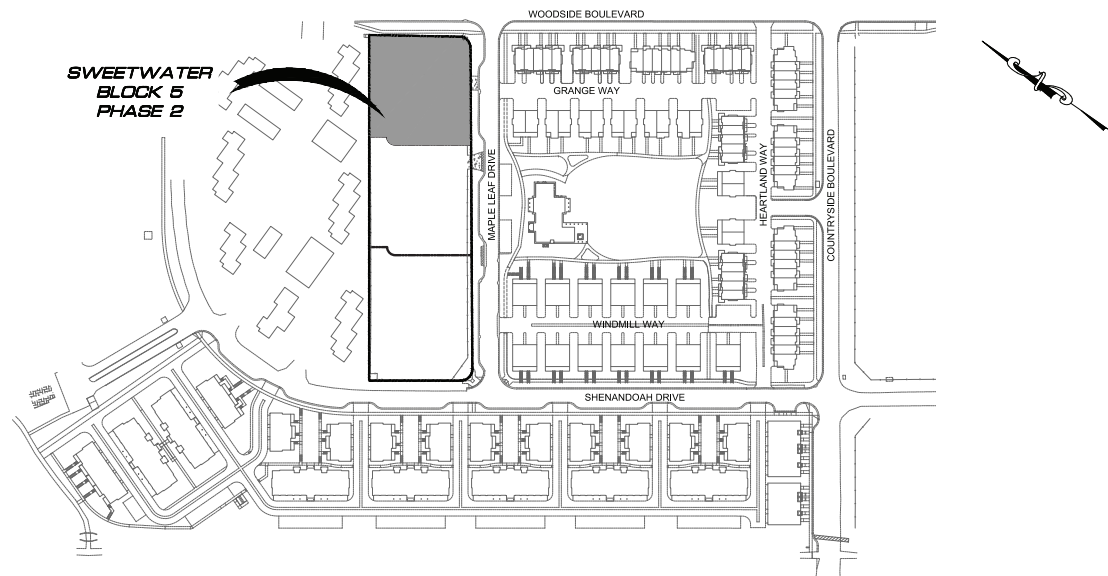 WOODSIDE BOULEVARD
SWEETWATER
BLOCK 5
PHASE 2
GRANGE WAY
MAPLE LEAF DRIVE
HEARTLAND WAY
COUNTRYSIDE BOULEVARD
WINDMILL WAY
SHENANDOAH DRIVE